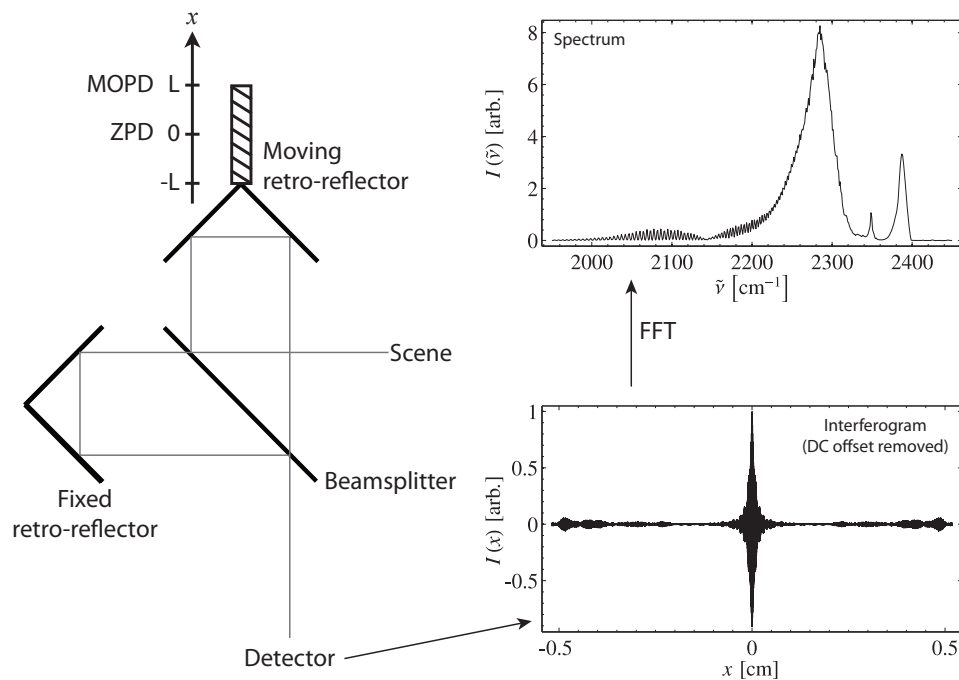 x
MOPD L
ZPD 0
-L
Moving
retro-reflector
Scene
Beamsplitter
Fixed
retro-reflector
Detector
Spectrum
I(ν̃) [arb.]
8
6
4
2
0
2000 2100 2200 2300 2400
ν̃ [cm⁻¹]
FFT
Interferogram
(DC offset removed)
I(x) [arb.]
1
0.5
0
-0.5
-0.5 0 0.5
x [cm]